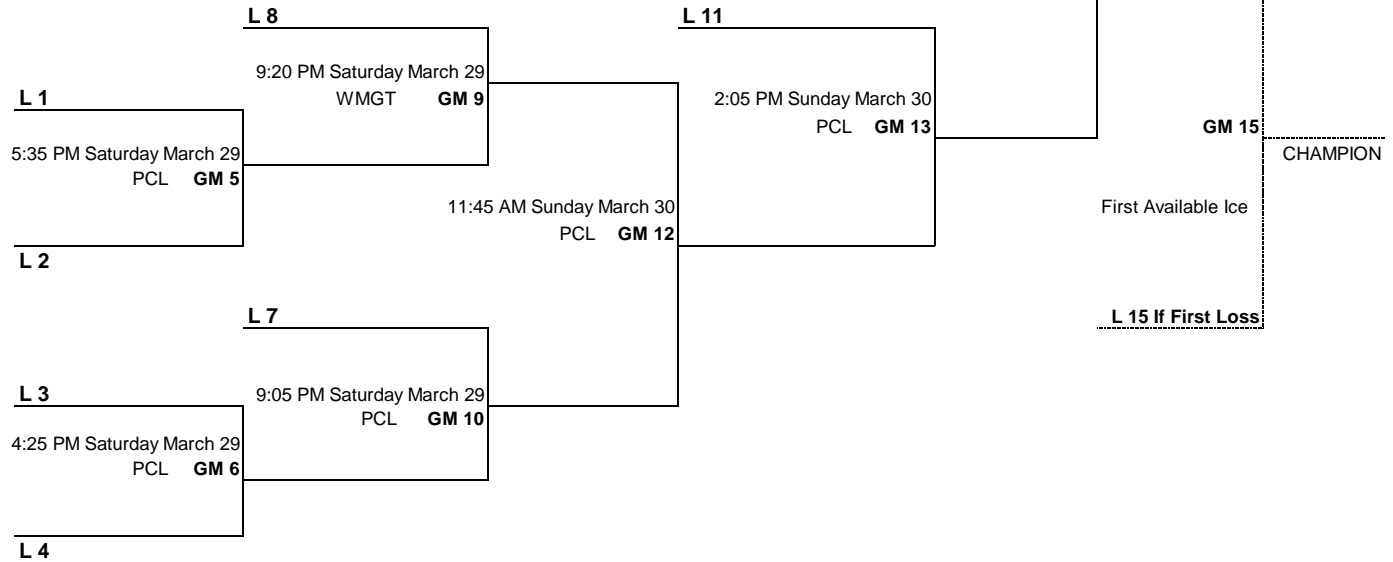 L 8
L 11
9:20 PM Saturday March 29
WMGT GM 9
L 1
2:05 PM Sunday March 30
PCL GM 13
GM 15
5:35 PM Saturday March 29
PCL GM 5
CHAMPION
11:45 AM Sunday March 30
PCL GM 12
First Available Ice
L 2
L 7
L 15 If First Loss
L 3
9:05 PM Saturday March 29
PCL GM 10
4:25 PM Saturday March 29
PCL GM 6
L 4